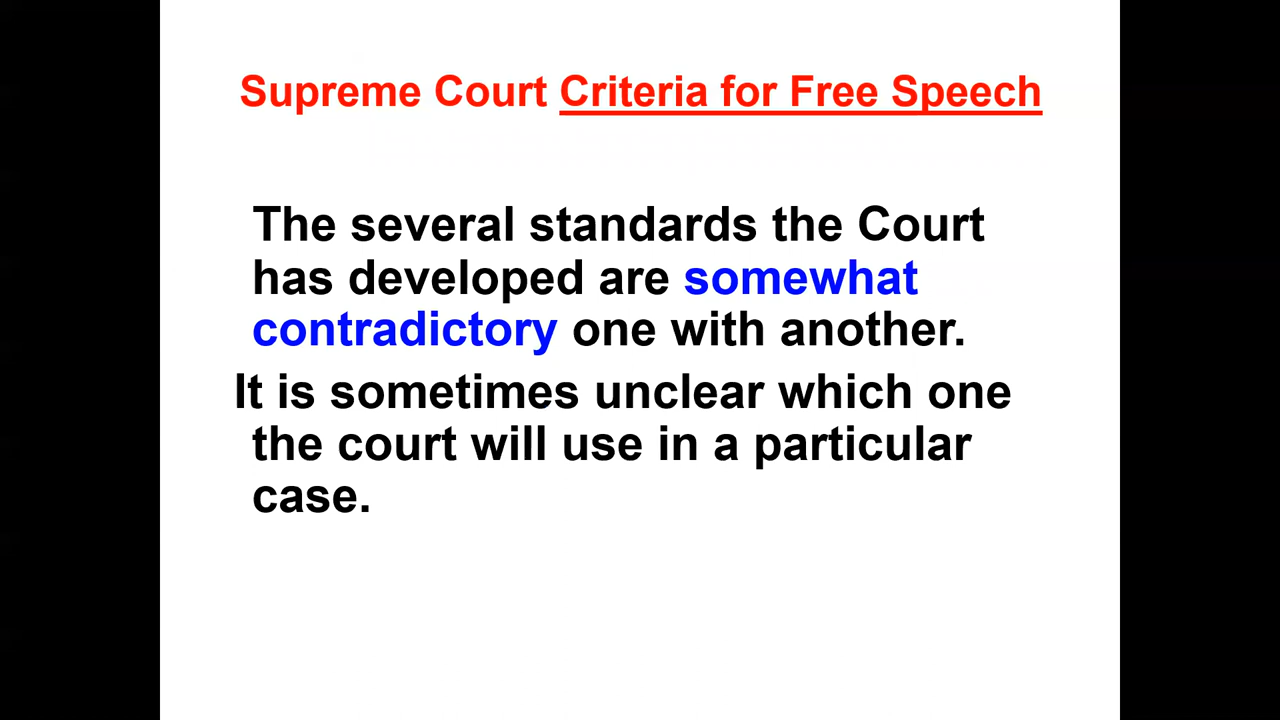 Supreme Court Criteria for Free Speech
The several standards the Court
has developed are somewhat
contradictory one with another.
It is sometimes unclear which one
the court will use in a particular
case.